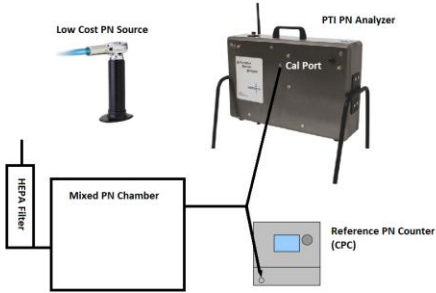 Low Cost PN Source
PTI PN Analyzer
Cal Port
HEPA Filter
Mixed PN Chamber
Reference PN Counter
(CPC)